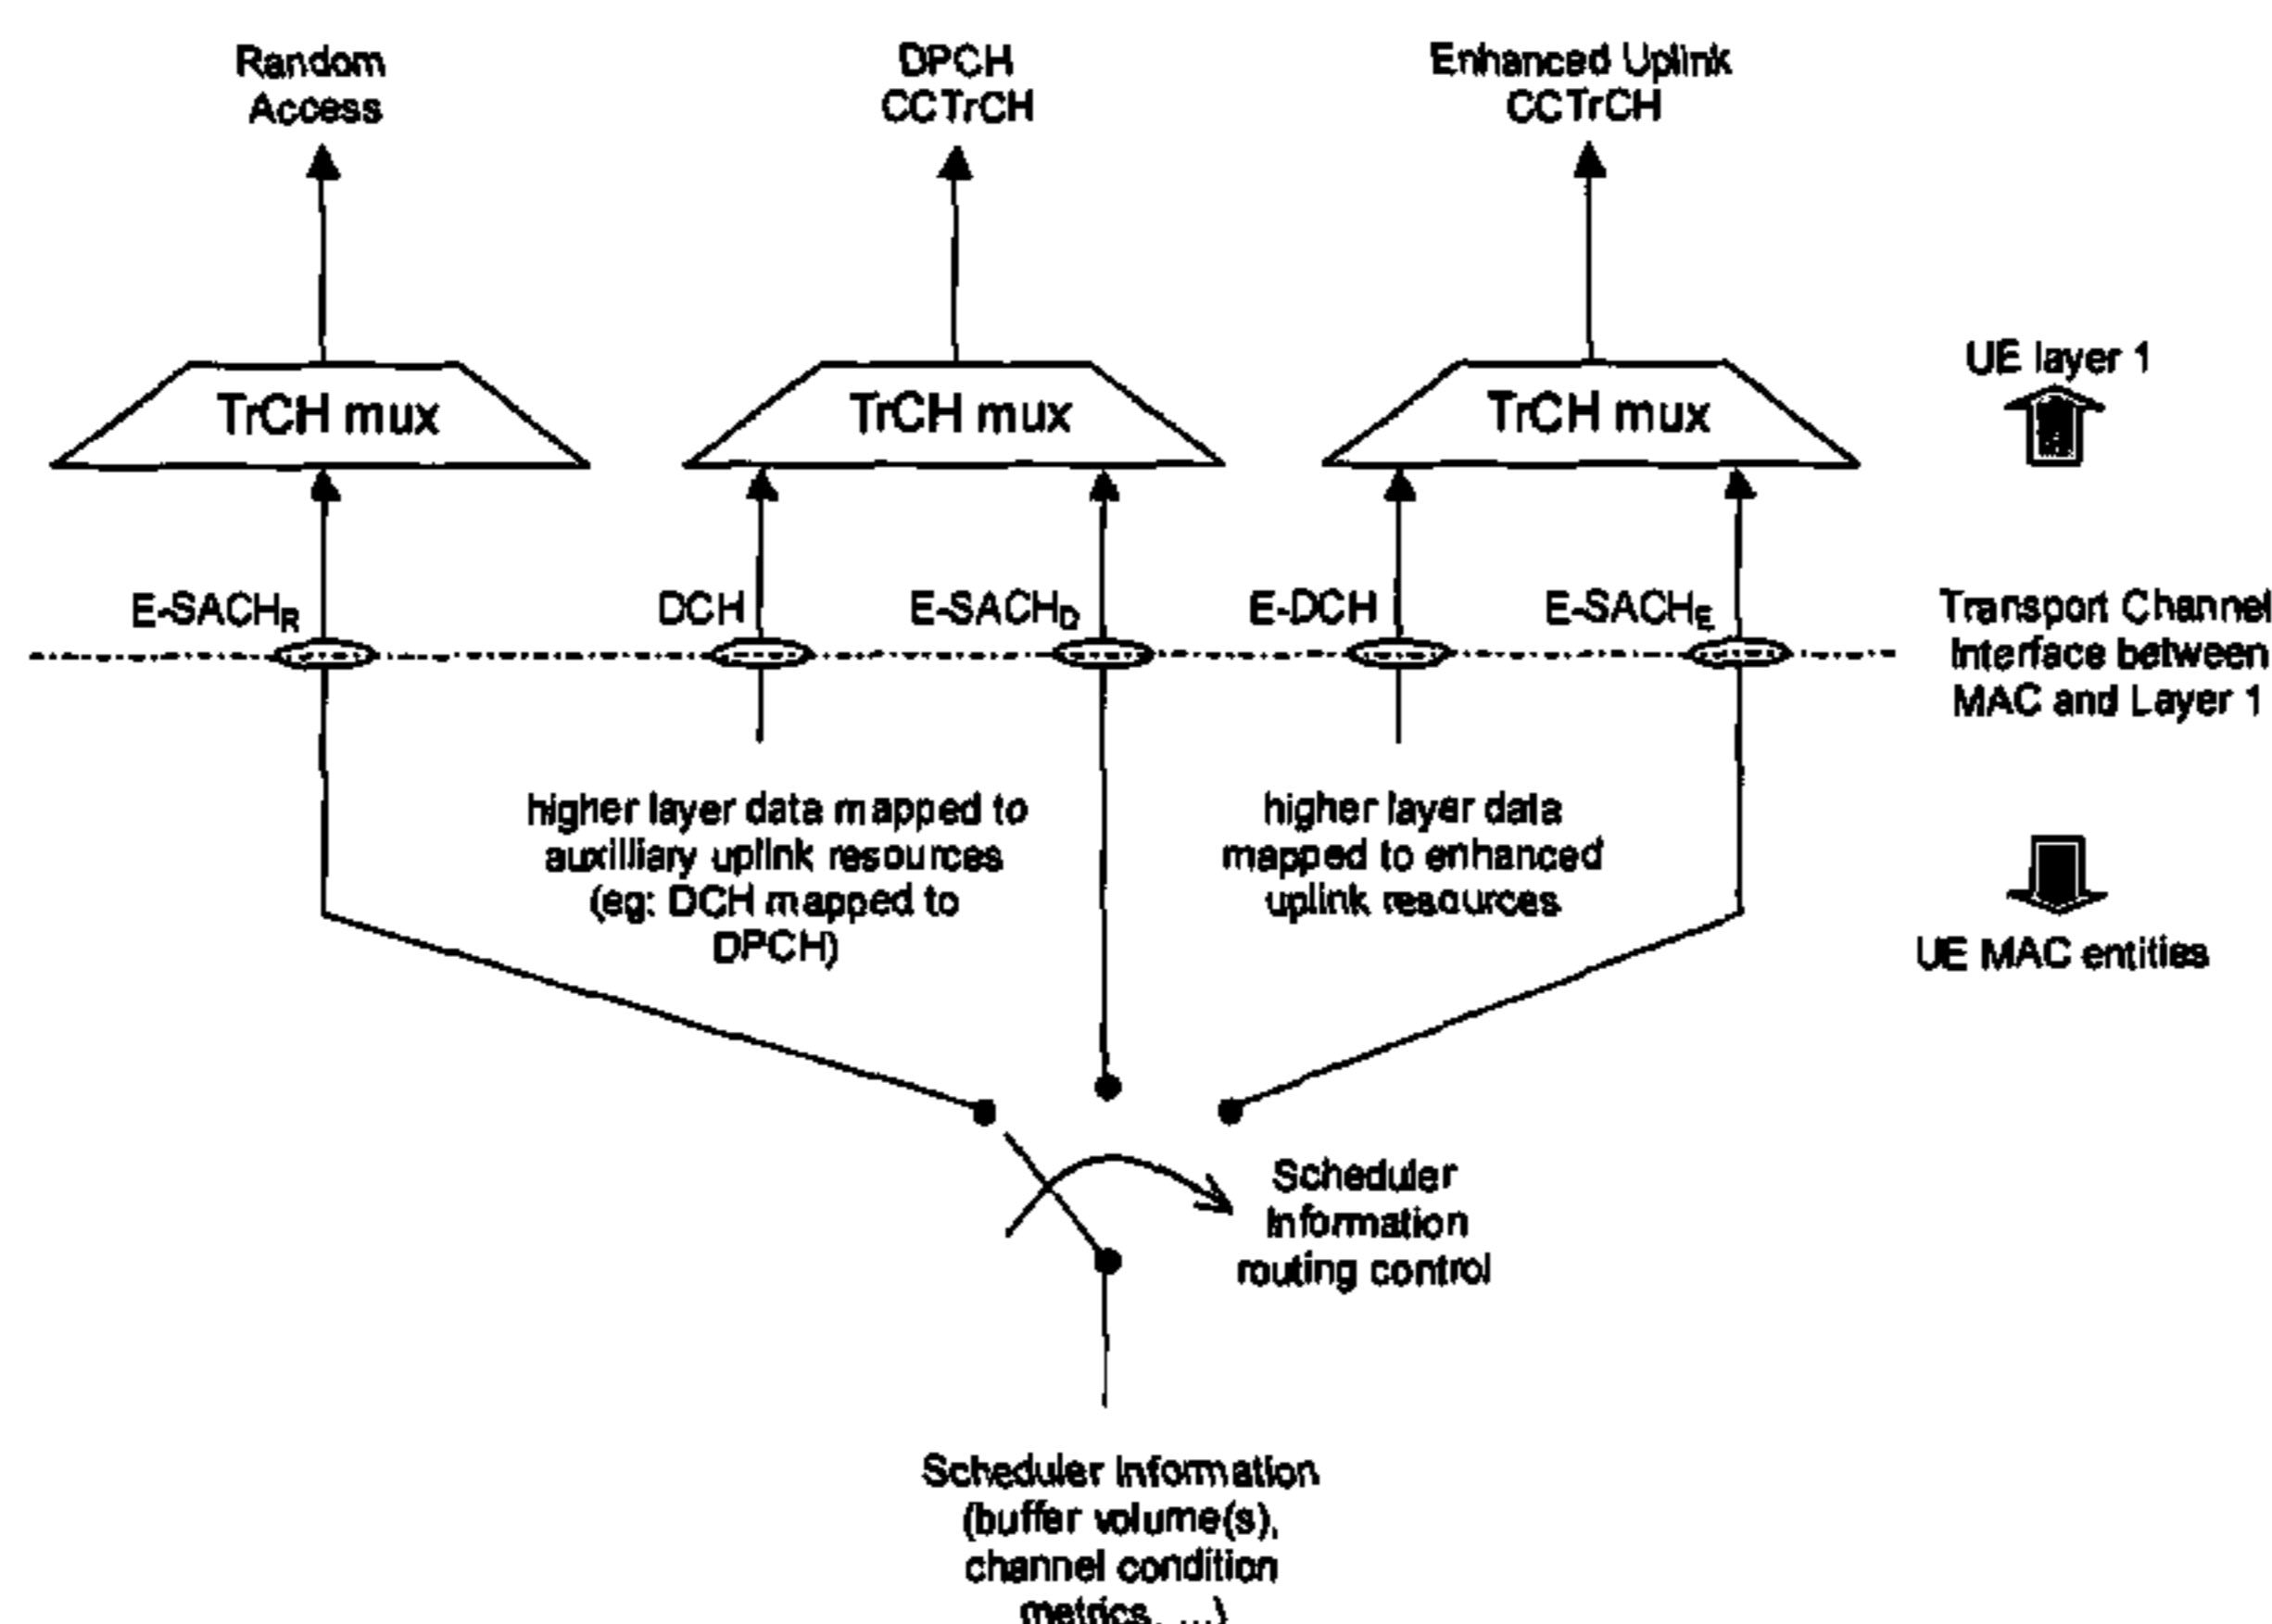 Random
Access
DPCH
CCTrCH
Enhanced Uplink
CCTrCH
TrCH mux
TrCH mux
TrCH mux
UE layer 1
E-SACHR
DCH
E-SACHD
E-DCH
E-SACHE
Transport Channel
Interface between
MAC and Layer 1
higher layer data mapped to
auxilliary uplink resources
(eg: DCH mapped to
DPCH)
higher layer data
mapped to enhanced
uplink resources
UE MAC entities
Scheduler
Information
routing control
Scheduler Information
(buffer volume(s),
channel condition
metrics, ...)